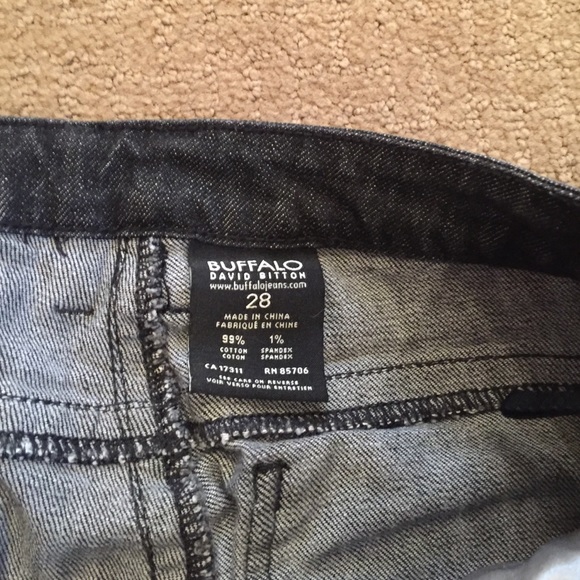 BUFFALO
DAVID BITTON
www.buffalojeans.com
28
MADE IN CHINA
FABRIQUÉ EN CHINE
99% 1%
COTTON SPANDEX
COTON SPANDEX
CA 17311 RN 85706
SEE CARE ON REVERSE
VOIR VERSO POUR ENTRETIEN